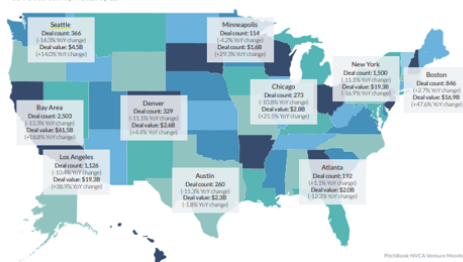 Seattle
Deal count: 366
(-14.3% YoY change)
Deal value: $4.5B
(+14.0% YoY change)
Minneapolis
Deal count: 114
(-4.2% YoY change)
Deal value: $1.6B
(+29.3% YoY change)
New York
Deal count: 1,500
(-11.3% YoY change)
Deal value: $19.3B
YoY change)
Boston
Deal count: 846
(+2.7% YoY change)
Deal value: $16.9B
(+47.6% YoY change)
Chicago
Deal count: 273
(-10.8% YoY change)
Deal value: $2.8B
(+21.5% YoY change)
Denver
Deal count: 329
(-11.1% YoY change)
Deal value: $2.6B
YoY change)
Bay Area
Deal count: 2,503
YoY change)
Deal value: $61.5B
YoY change)
Los Angeles
Deal count: 1,126
YoY change)
Deal value: $19.3B
(+38.9% YoY change)
Austin
Deal count: 260
(-15.3% YoY change)
Deal value: $2.3B
(-1.8% YoY change)
Atlanta
Deal count: 192
(+1.1% YoY change)
Deal value: $2.0B
(-12.3% YoY change)
PitchBook-NVCA Venture Monitor